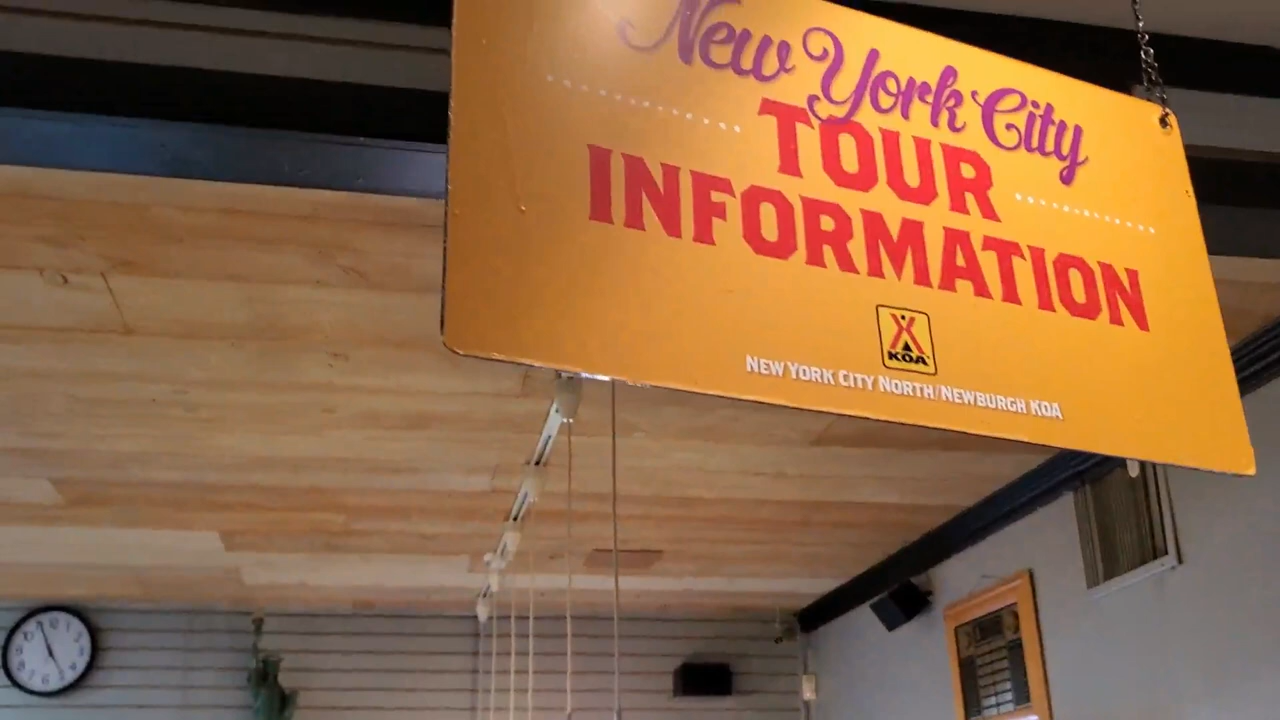 New York City
TOUR
INFORMATION
KOA
NEW YORK CITY NORTH/NEWBURGH KOA